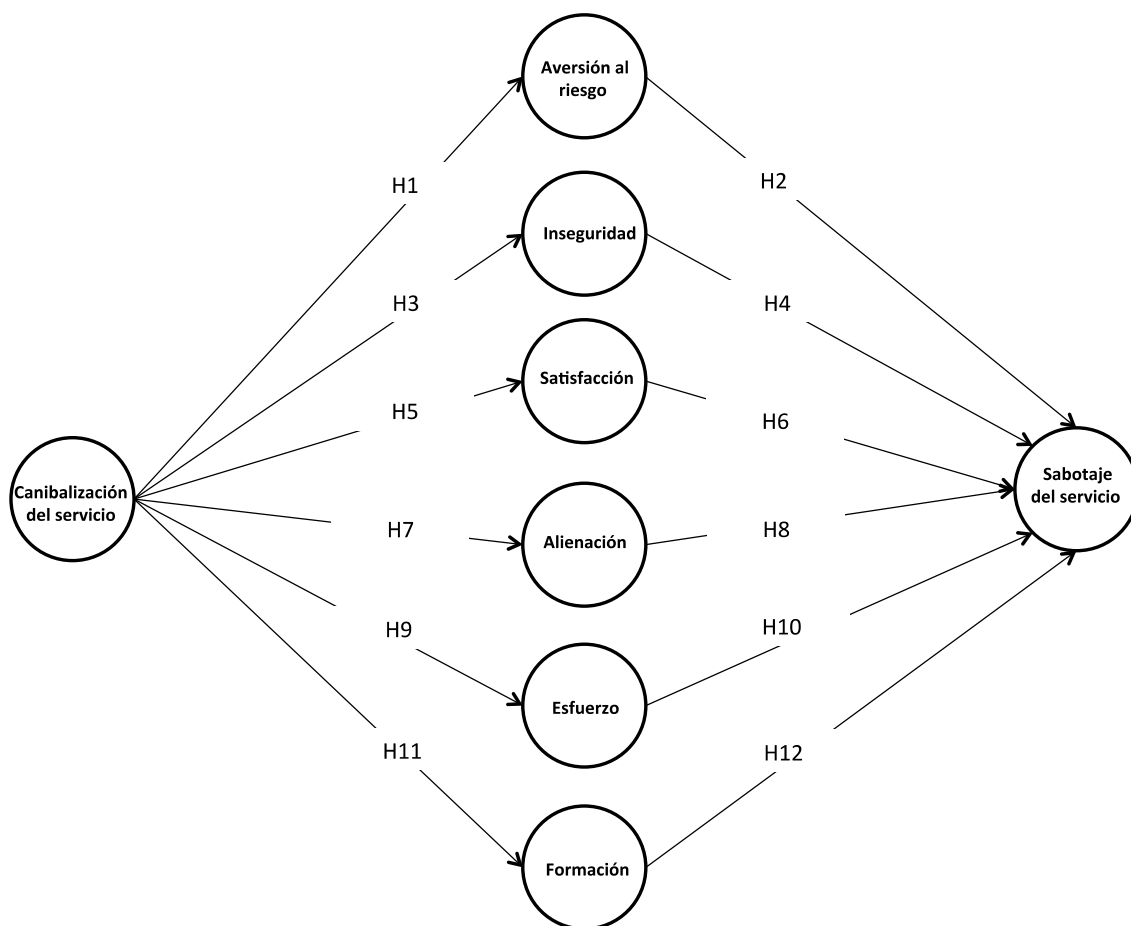 Aversión al
riesgo
H1
H2
Inseguridad
H3
H4
Satisfacción
H5
H6
Canibalización
del servicio
Sabotaje
del servicio
H7
Alienación
H8
H9
H10
Esfuerzo
H11
H12
Formación